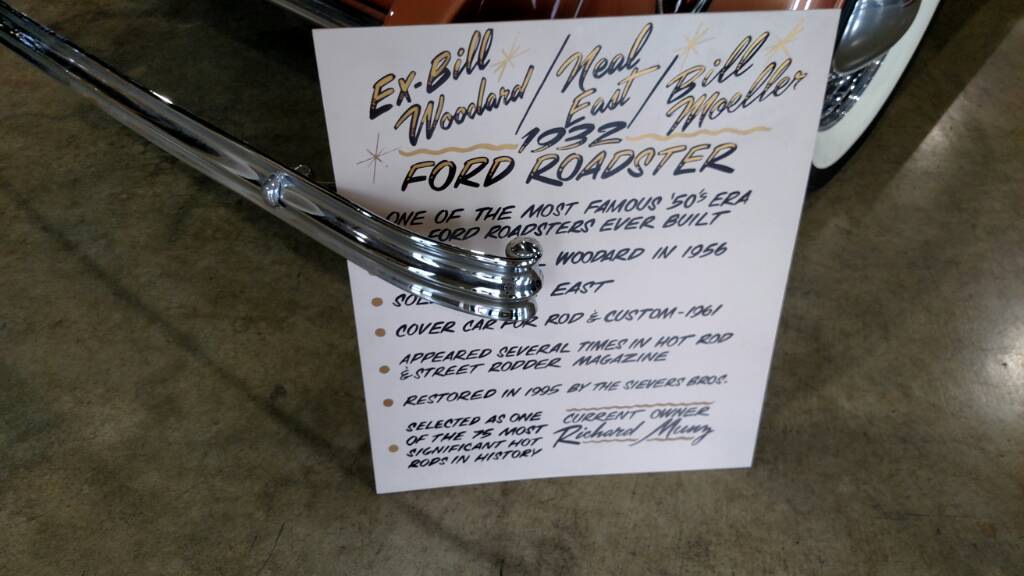 Ex-Bill Woodard / Neal East / Bill Moeller
1932
FORD ROADSTER
ONE OF THE MOST FAMOUS '50's ERA
FORD ROADSTERS EVER BUILT
WOODARD IN 1956
EAST
COVER CAR FOR ROD & CUSTOM-1961
APPEARED SEVERAL TIMES IN HOT ROD
& STREET RODDER MAGAZINE
RESTORED IN 1995 BY THE SIEVERS BROS.
SELECTED AS ONE
OF THE 75 MOST
SIGNIFICANT HOT
RODS IN HISTORY
CURRENT OWNER
Richard Munz